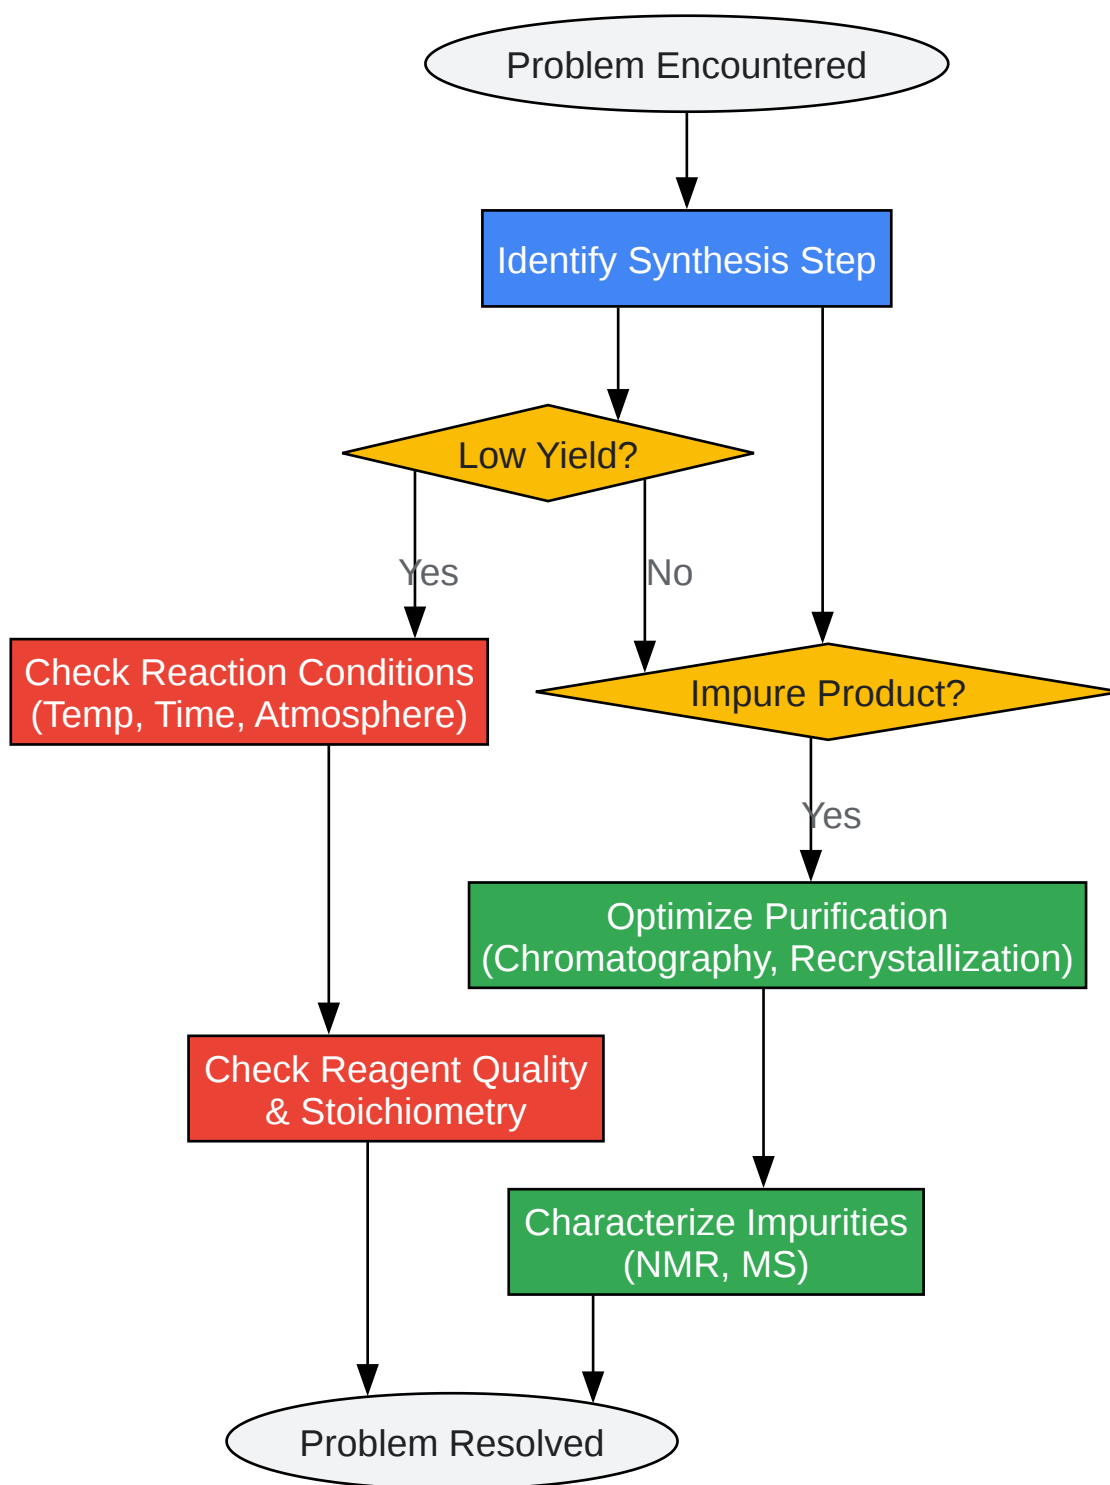 Problem Encountered
Identify Synthesis Step
Low Yield?
Yes
No
Check Reaction Conditions
(Temp, Time, Atmosphere)
Impure Product?
Yes
Optimize Purification
(Chromatography, Recrystallization)
Check Reagent Quality
& Stoichiometry
Characterize Impurities
(NMR, MS)
Problem Resolved